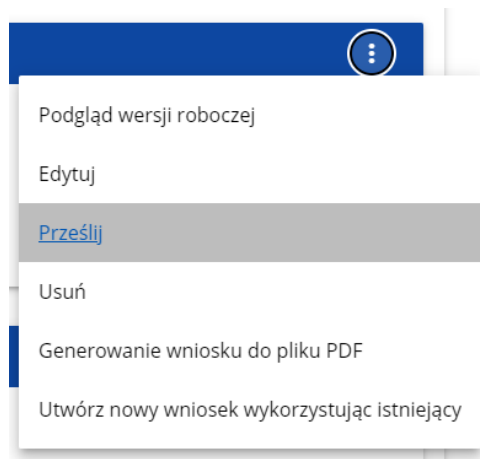 Podgląd wersji roboczej
Edytuj
Prześlij
Usuń
Generowanie wniosku do pliku PDF
Utwórz nowy wniosek wykorzystując istniejący